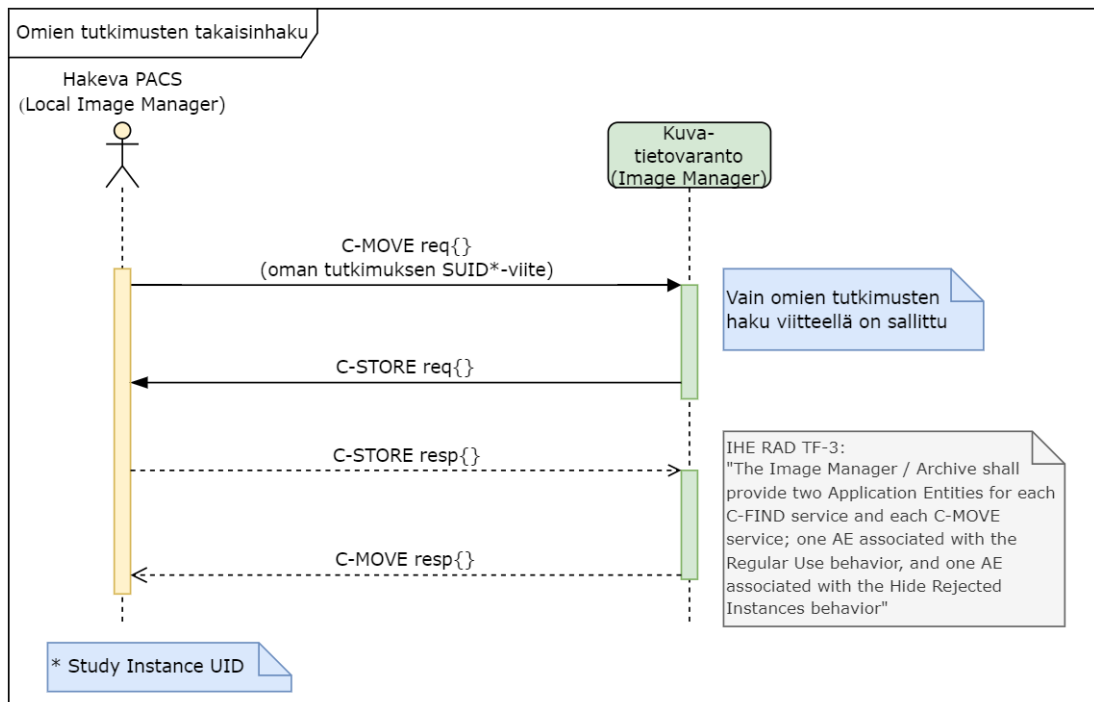 Omien tutkimusten takaisinhaku
Hakeva PACS
(Local Image Manager)
Kuva-
tietovaranto
(Image Manager)
C-MOVE req{}
(oman tutkimuksen SUID*-viite)
Vain omien tutkimusten
haku viitteellä on sallittu
C-STORE req{}
C-STORE resp{}
IHE RAD TF-3:
"The Image Manager / Archive shall
provide two Application Entities for each
C-FIND service and each C-MOVE
service; one AE associated with the
Regular Use behavior, and one AE
associated with the Hide Rejected
Instances behavior"
C-MOVE resp{}
* Study Instance UID